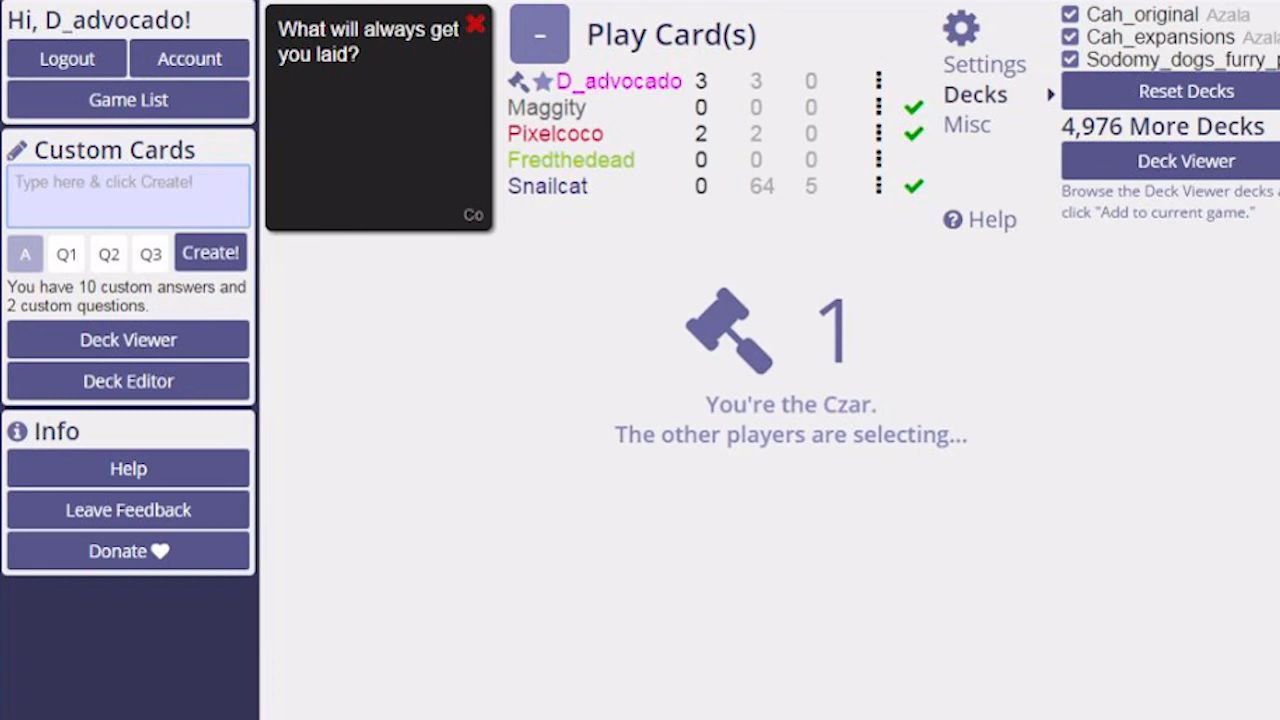 Hi, D_advocado!
Logout
Account
Game List
Custom Cards
Type here & click Create!
A
Q1
Q2
Q3
Create!
You have 10 custom answers and
2 custom questions.
Deck Viewer
Deck Editor
Info
Help
Leave Feedback
Donate
What will always get
you laid?
Co
-
Play Card(s)
D_advocado 3 3 0
Maggity 0 0 0
Pixelcoco 2 2 0
Fredthedead 0 0 0
Snailcat 0 64 5
Settings
Decks
Misc
Help
Cah_original Azala
Cah_expansions Azala
Sodomy_dogs_furry_p
Reset Decks
4,976 More Decks
Deck Viewer
Browse the Deck Viewer decks a
click "Add to current game."
1
You're the Czar.
The other players are selecting...